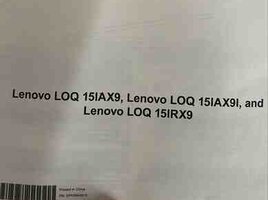 Lenovo LOQ 15IAX9, Lenovo LOQ 15IAX9I, and
Lenovo LOQ 15IRX9
Printed in China